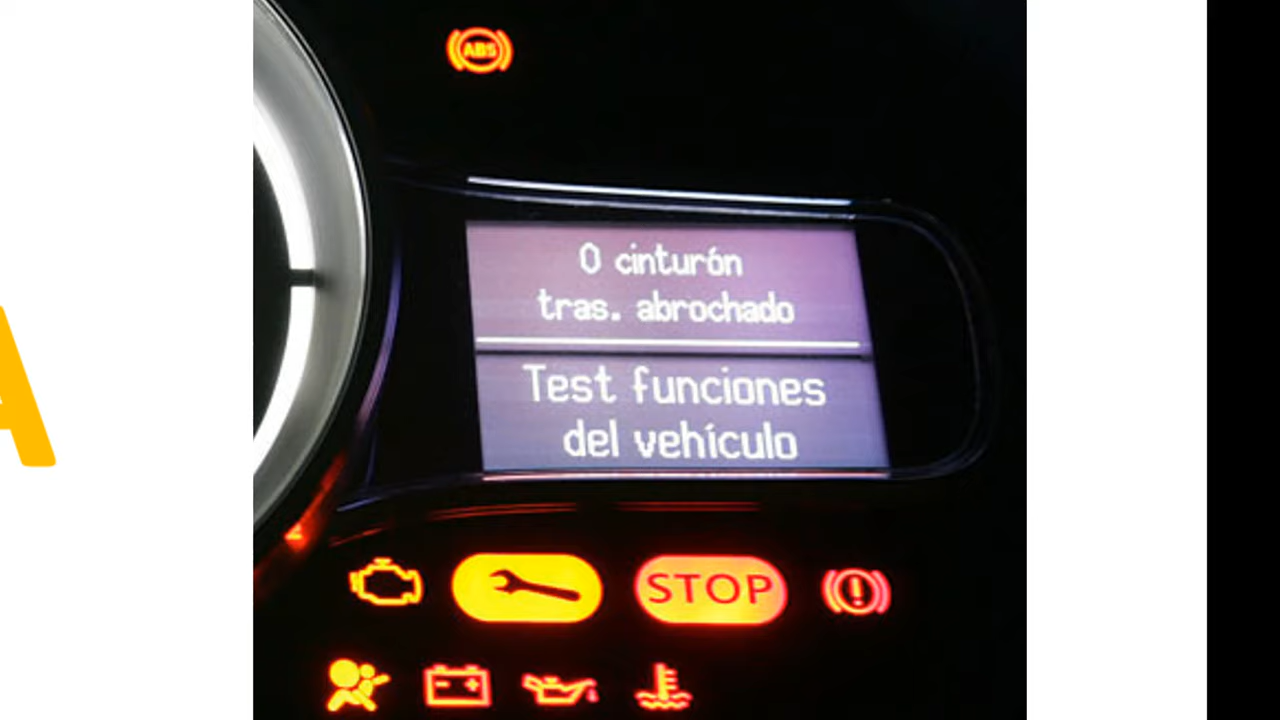 ABS
0 cinturón
tras. abrochado
Test funciones
del vehículo
STOP
A